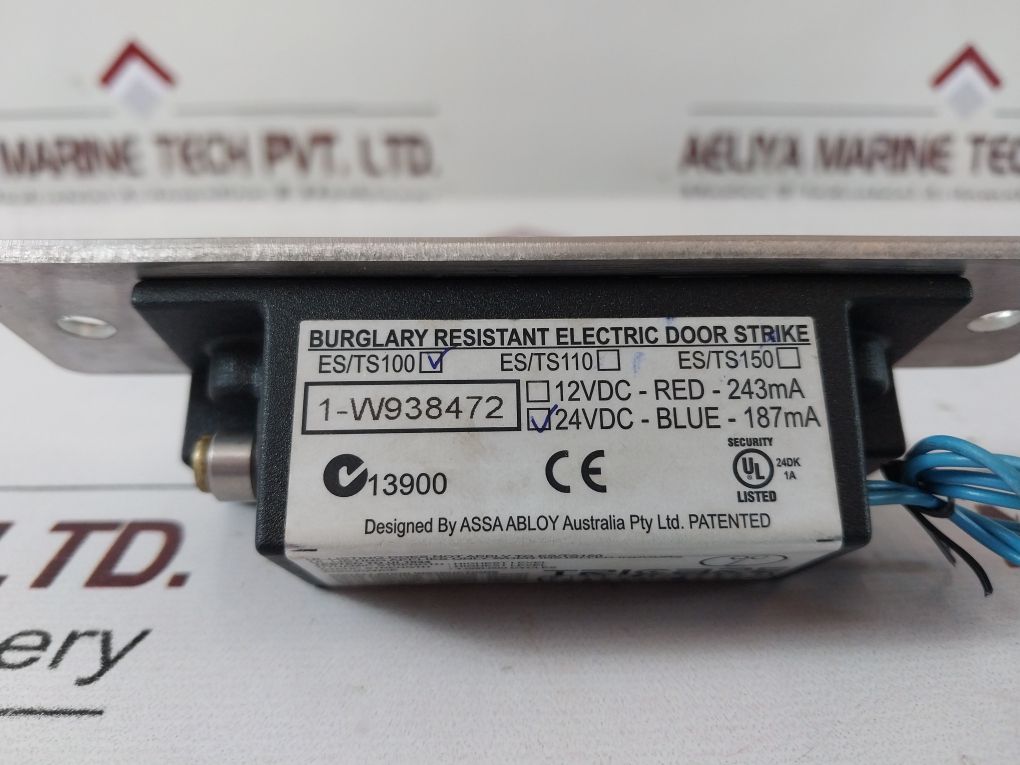 MARINE TECH PVT. LTD.
AELIYA MARINE TECH
BURGLARY RESISTANT ELECTRIC DOOR STRIKE
ES/TS100 ES/TS110 ES/TS150
1-W938472
12VDC - RED - 243mA
24VDC - BLUE - 187mA
13900
CE
SECURITY
UL
24DK
1A
LISTED
Designed By ASSA ABLOY Australia Pty Ltd. PATENTED
LTD.
ery